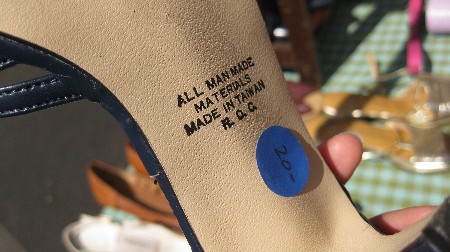 ALL MAN MADE
MATERIALS
MADE IN TAIWAN
R.O.C.
20-